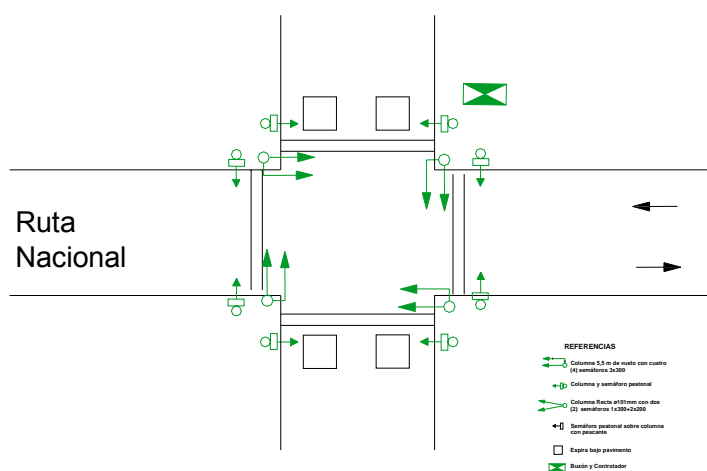 Ruta
Nacional
REFERENCIAS
Columna 5,5 m de vuelo con cuatro
(4) semáforos 3x300
Columna y semáforo peatonal
Columna Recta ø101mm con dos
(2) semáforos 1x300+2x200
Semáforo peatonal sobre columna
con pescante
Espira bajo pavimento
Buzón y Controlador